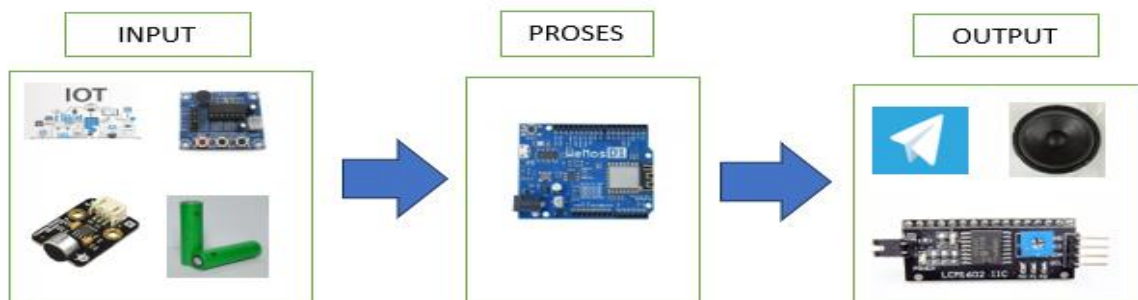 INPUT
PROSES
OUTPUT
IOT
WeMos D1
LCM1602 IIC